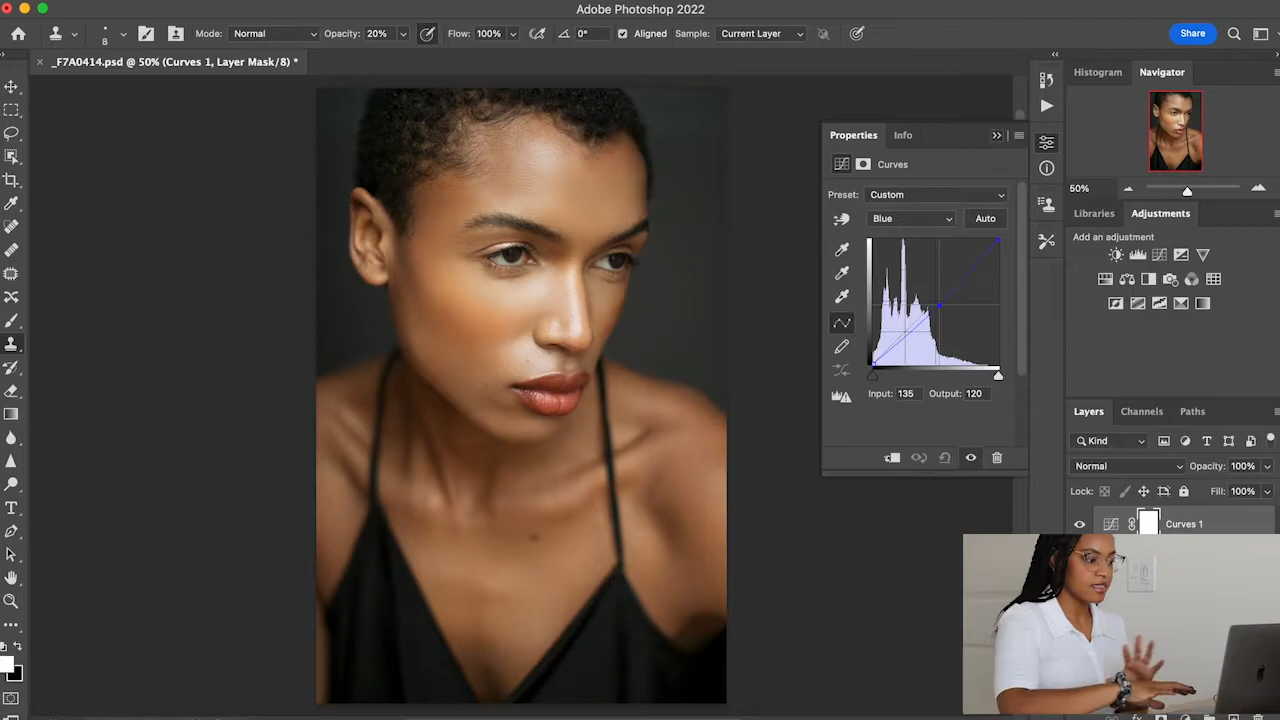 Adobe Photoshop 2022
8 Mode: Normal Opacity: 20% Flow: 100% 0° Aligned Sample: Current Layer Share
_F7A0414.psd @ 50% (Curves 1, Layer Mask/8) *
Histogram Navigator
50%
Libraries Adjustments
Add an adjustment
Properties Info
Curves
Preset: Custom
Blue Auto
Input: 135 Output: 120
Layers Channels Paths
Kind
Normal Opacity: 100%
Lock: Fill: 100%
Curves 1